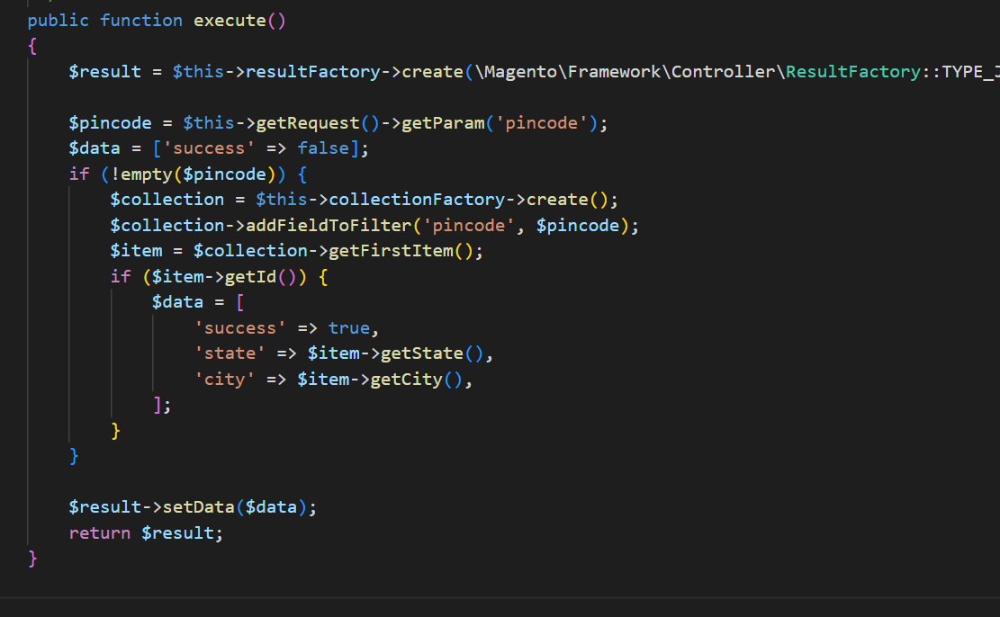 public function execute()
{
    $result = $this->resultFactory->create(\Magento\Framework\Controller\ResultFactory::TYPE_J

    $pincode = $this->getRequest()->getParam('pincode');
    $data = ['success' => false];
    if (!empty($pincode)) {
        $collection = $this->collectionFactory->create();
        $collection->addFieldToFilter('pincode', $pincode);
        $item = $collection->getFirstItem();
        if ($item->getId()) {
            $data = [
                'success' => true,
                'state' => $item->getState(),
                'city' => $item->getCity(),
            ];
        }
    }

    $result->setData($data);
    return $result;
}